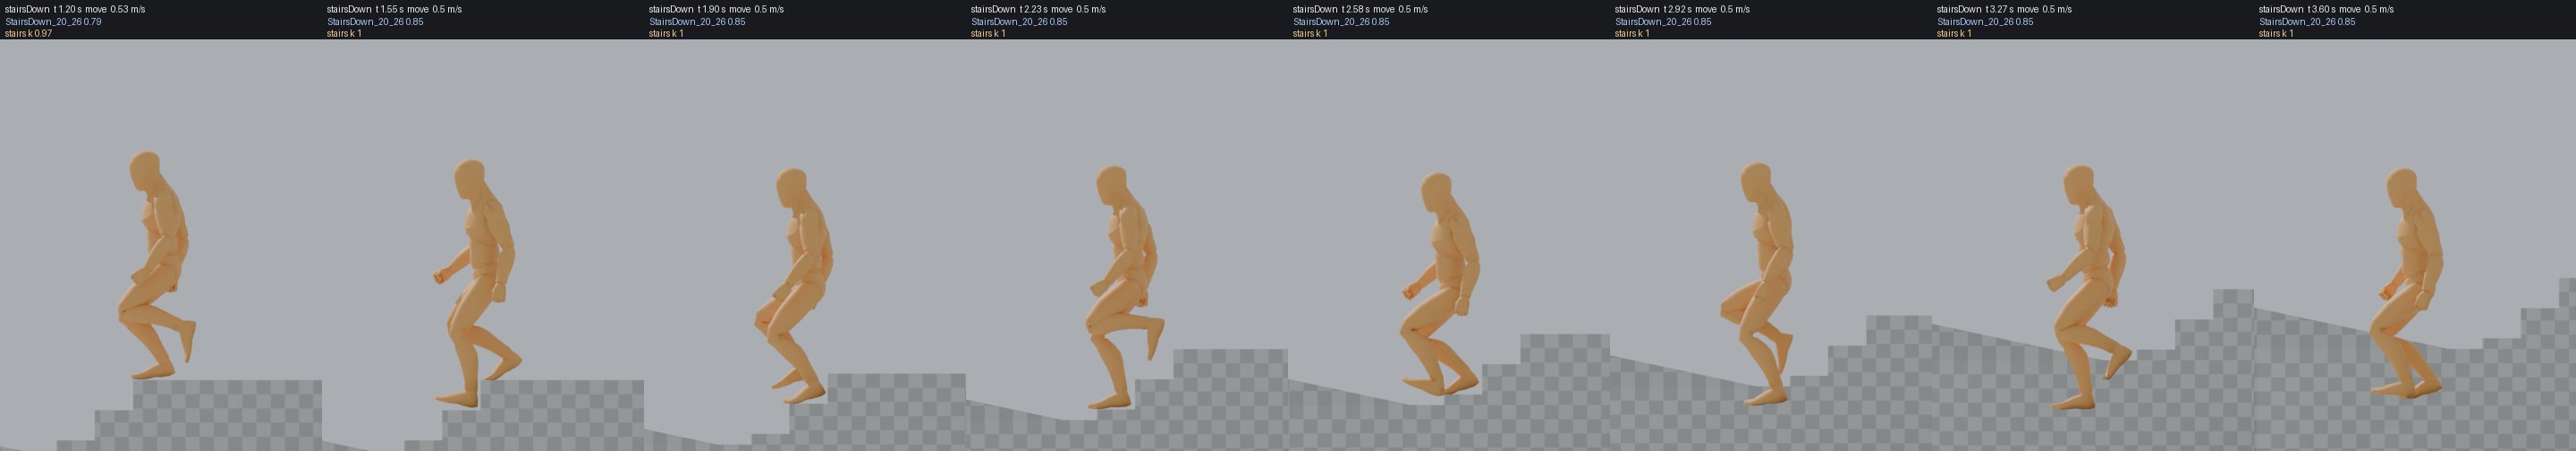 stairsDown t 1.20 s move 0.53 m/s
StairsDown_20_26 0.79
stairs k 0.97
stairsDown t 1.55 s move 0.5 m/s
StairsDown_20_26 0.85
stairs k 1
stairsDown t 1.90 s move 0.5 m/s
StairsDown_20_26 0.85
stairs k 1
stairsDown t 2.23 s move 0.5 m/s
StairsDown_20_26 0.85
stairs k 1
stairsDown t 2.58 s move 0.5 m/s
StairsDown_20_26 0.85
stairs k 1
stairsDown t 2.92 s move 0.5 m/s
StairsDown_20_26 0.85
stairs k 1
stairsDown t 3.27 s move 0.5 m/s
StairsDown_20_26 0.85
stairs k 1
stairsDown t 3.60 s move 0.5 m/s
StairsDown_20_26 0.85
stairs k 1